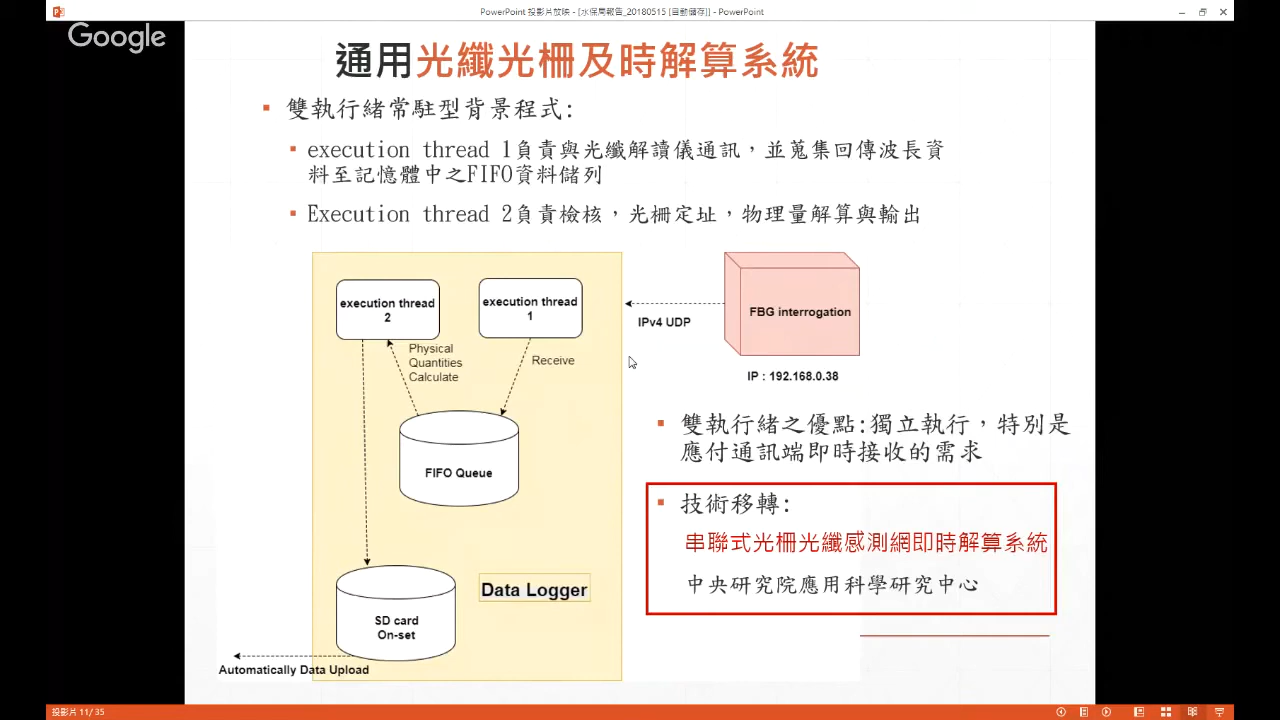 PowerPoint 投影片放映 - [水保局報告_20180515 [自動儲存]] - PowerPoint
Google
通用光纖光柵及時解算系統
雙執行緒常駐型背景程式:
execution thread 1負責與光纖解讀儀通訊，並蒐集回傳波長資
料至記憶體中之FIFO資料儲列
Execution thread 2負責檢核，光柵定址，物理量解算與輸出
execution thread
2
execution thread
1
FBG interrogation
IPv4 UDP
Physical
Quantities
Calculate
Receive
IP : 192.168.0.38
FIFO Queue
雙執行緒之優點:獨立執行，特別是
應付通訊端即時接收的需求
技術移轉:
串聯式光柵光纖感測網即時解算系統
中央研究院應用科學研究中心
Data Logger
SD card
On-set
Automatically Data Upload
投影片 11/ 35